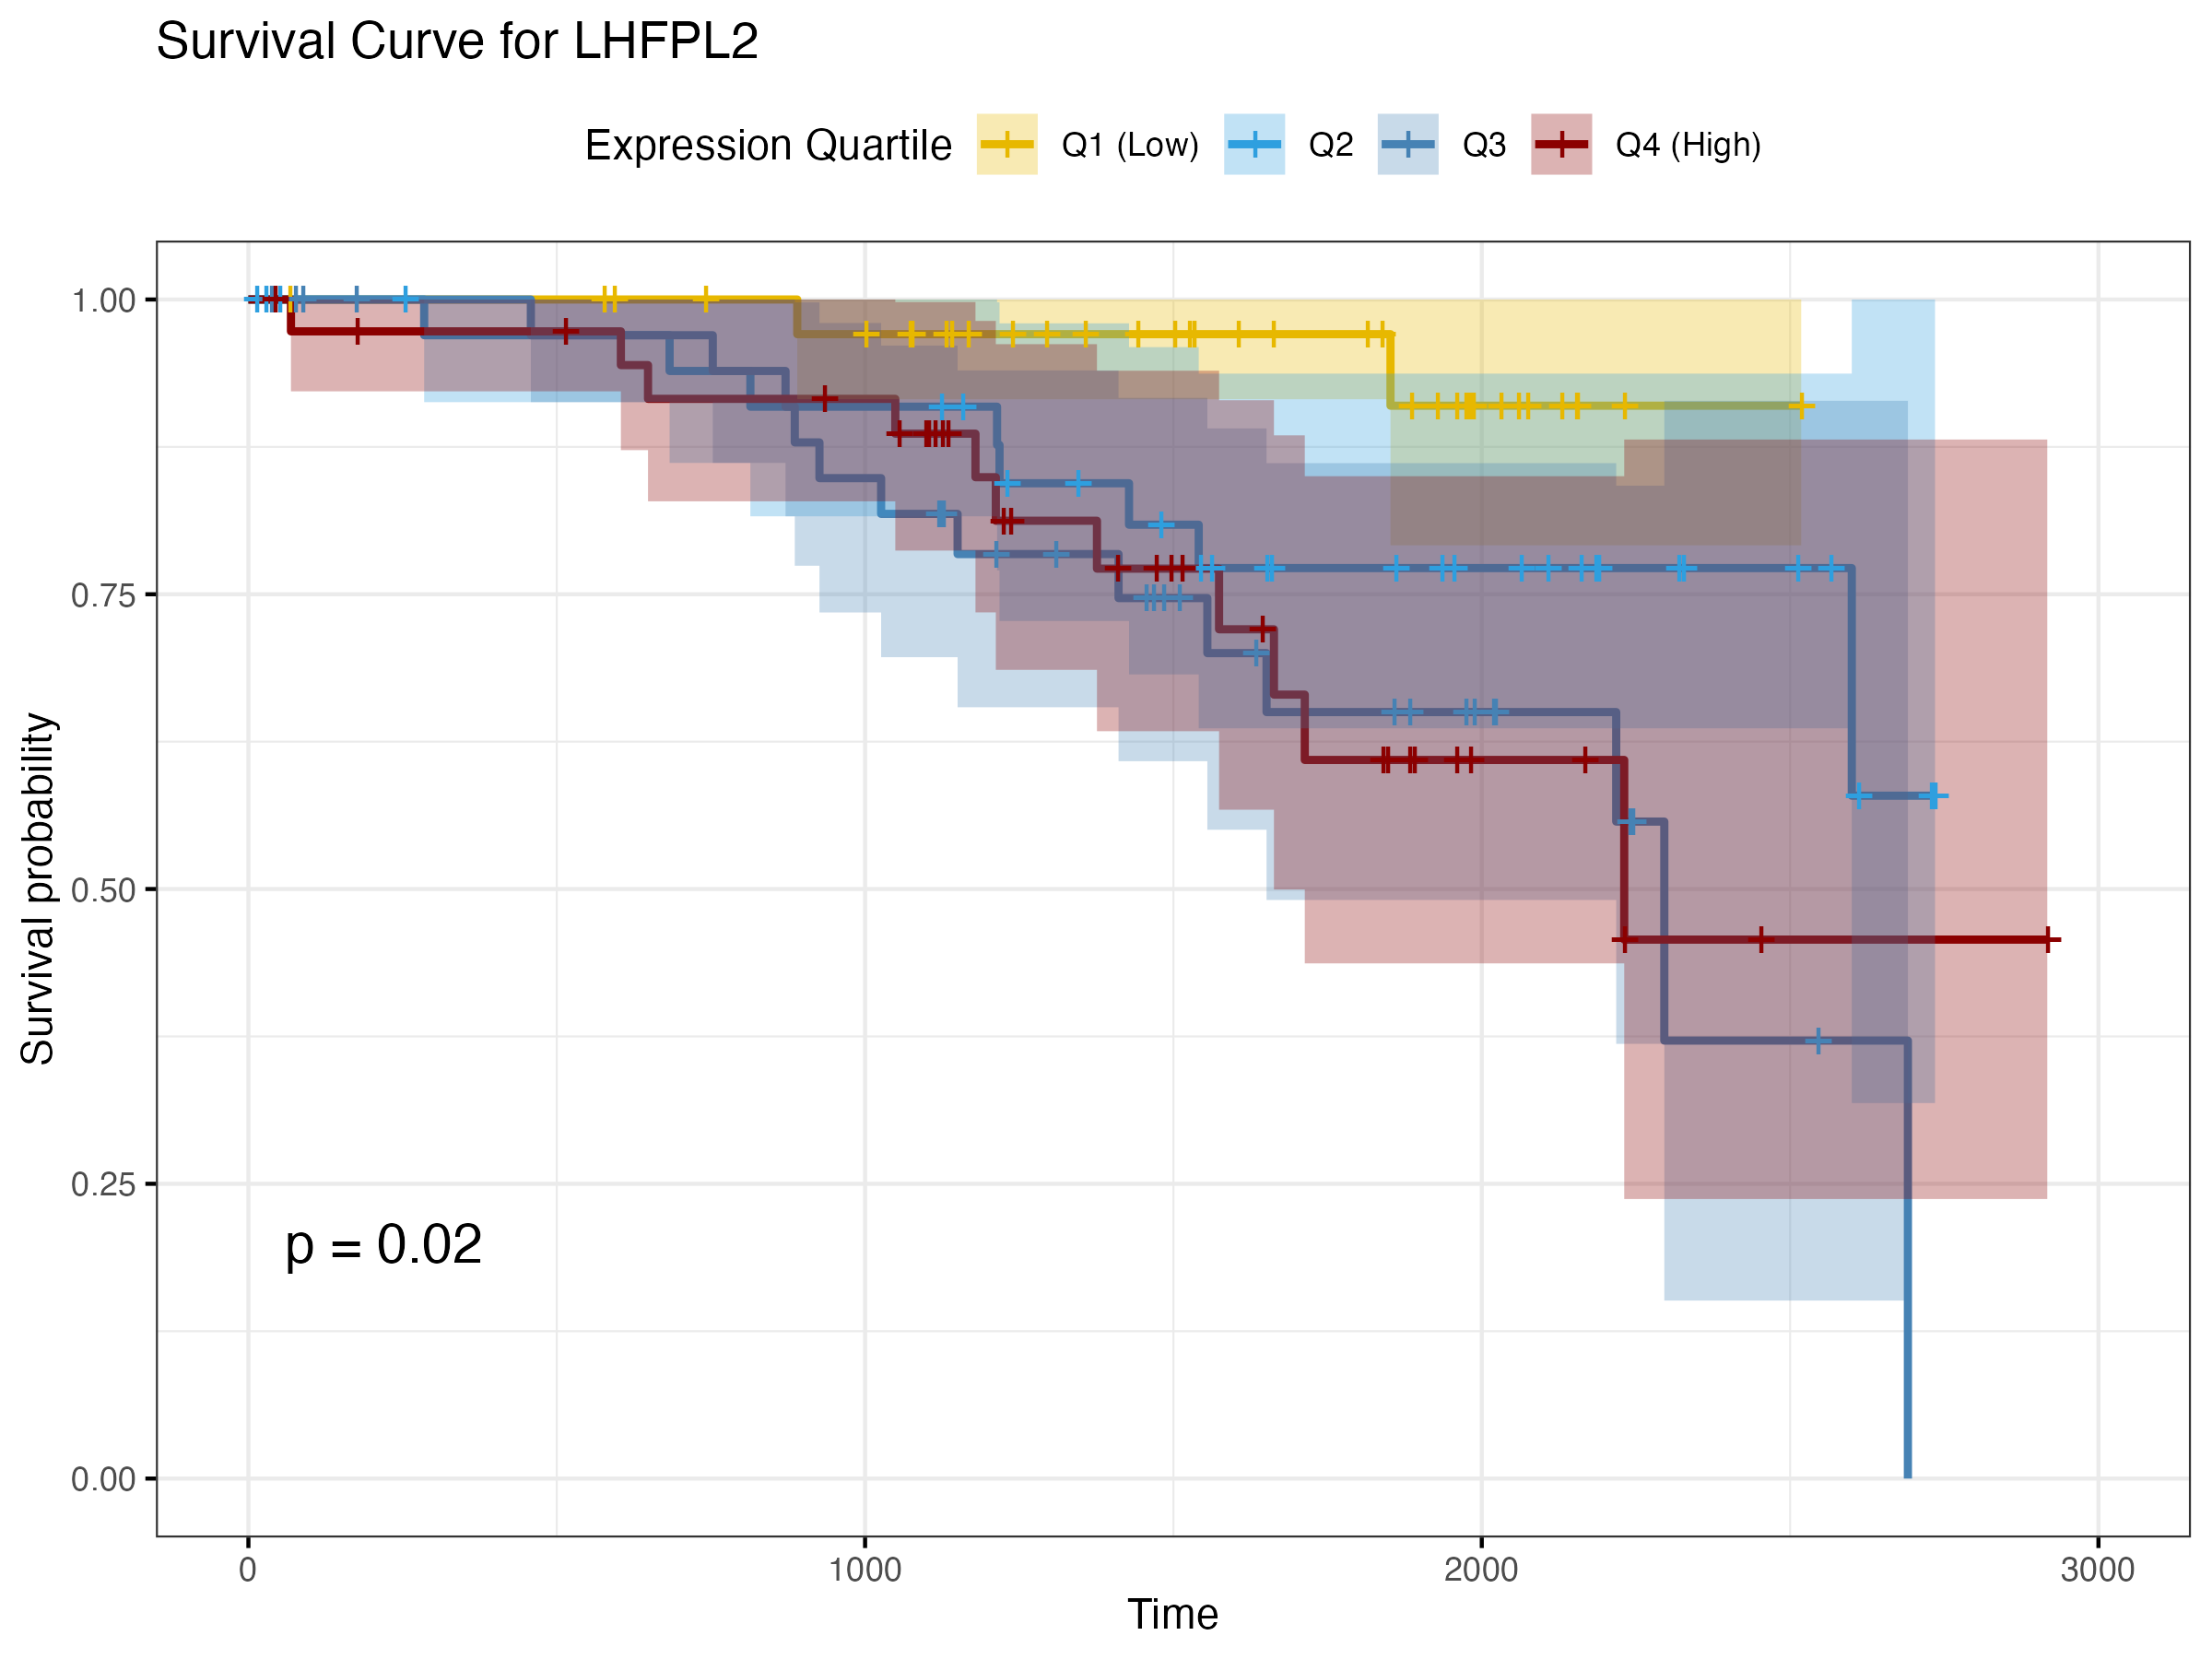 Survival Curve for LHFPL2
Expression Quartile Q1 (Low) Q2 Q3 Q4 (High)
Survival probability
1.00
0.75
0.50
0.25
0.00
p = 0.02
0 1000 2000 3000
Time